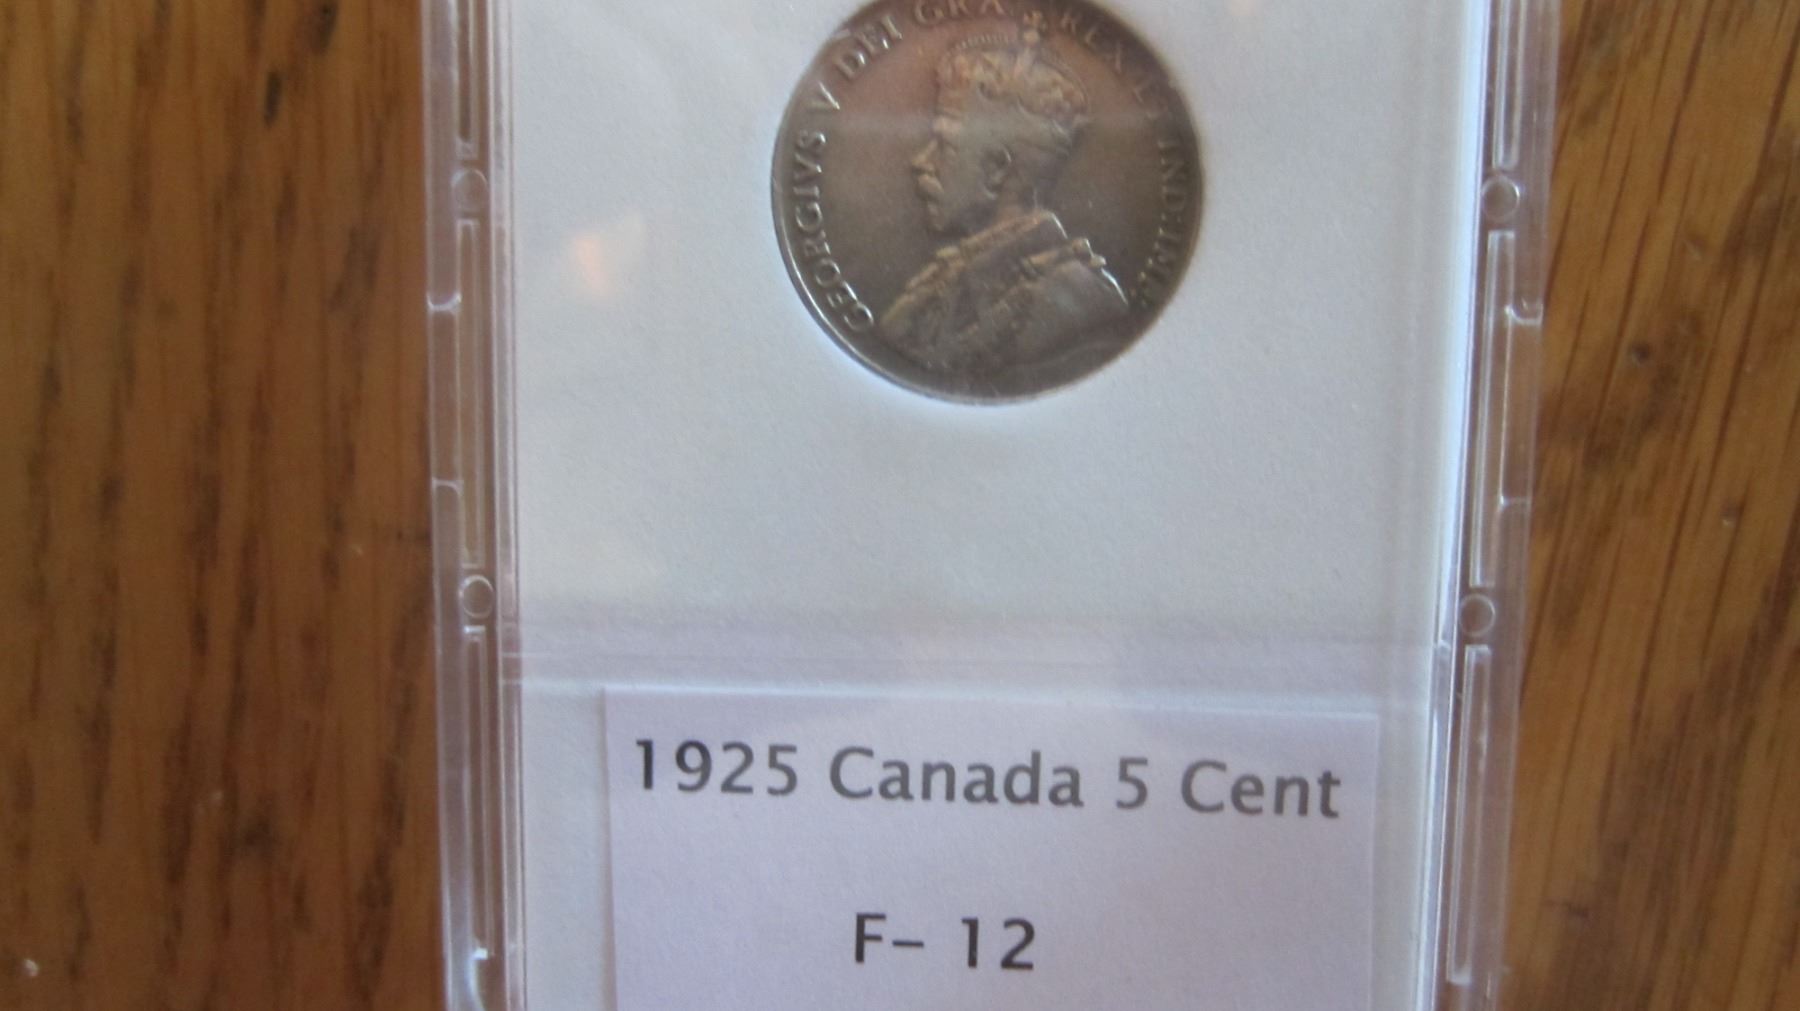 GEORGIVS V DEI GRA: REX ET IND:IMP:
1925 Canada 5 Cent
F- 12